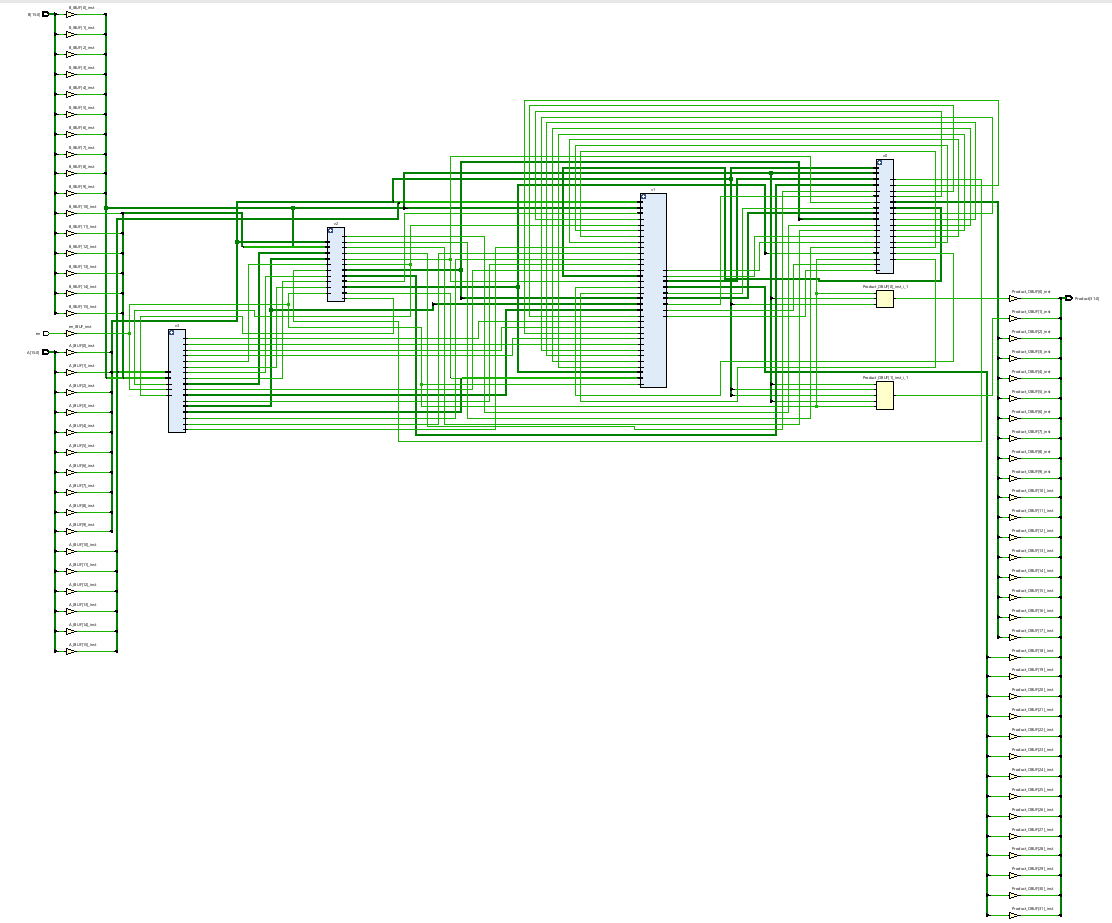 B[15:0]
B_IBUF[0]_inst
B_IBUF[1]_inst
B_IBUF[2]_inst
B_IBUF[3]_inst
B_IBUF[4]_inst
B_IBUF[5]_inst
B_IBUF[6]_inst
B_IBUF[7]_inst
B_IBUF[8]_inst
B_IBUF[9]_inst
B_IBUF[10]_inst
B_IBUF[11]_inst
B_IBUF[12]_inst
B_IBUF[13]_inst
B_IBUF[14]_inst
B_IBUF[15]_inst
A[15:0]
A_IBUF[0]_inst
A_IBUF[1]_inst
A_IBUF[2]_inst
A_IBUF[3]_inst
A_IBUF[4]_inst
A_IBUF[5]_inst
A_IBUF[6]_inst
A_IBUF[7]_inst
A_IBUF[8]_inst
A_IBUF[9]_inst
A_IBUF[10]_inst
A_IBUF[11]_inst
A_IBUF[12]_inst
A_IBUF[13]_inst
A_IBUF[14]_inst
A_IBUF[15]_inst
Product_OBUF[0]_inst_i_1
Product_OBUF[1]_inst_i_1
Product_OBUF[0]_inst
Product_OBUF[1]_inst
Product_OBUF[2]_inst
Product_OBUF[3]_inst
Product_OBUF[4]_inst
Product_OBUF[5]_inst
Product_OBUF[6]_inst
Product_OBUF[7]_inst
Product_OBUF[8]_inst
Product_OBUF[9]_inst
Product_OBUF[10]_inst
Product_OBUF[11]_inst
Product_OBUF[12]_inst
Product_OBUF[13]_inst
Product_OBUF[14]_inst
Product_OBUF[15]_inst
Product_OBUF[16]_inst
Product_OBUF[17]_inst
Product_OBUF[18]_inst
Product_OBUF[19]_inst
Product_OBUF[20]_inst
Product_OBUF[21]_inst
Product_OBUF[22]_inst
Product_OBUF[23]_inst
Product_OBUF[24]_inst
Product_OBUF[25]_inst
Product_OBUF[26]_inst
Product_OBUF[27]_inst
Product_OBUF[28]_inst
Product_OBUF[29]_inst
Product_OBUF[30]_inst
Product_OBUF[31]_inst
Product[31:0]